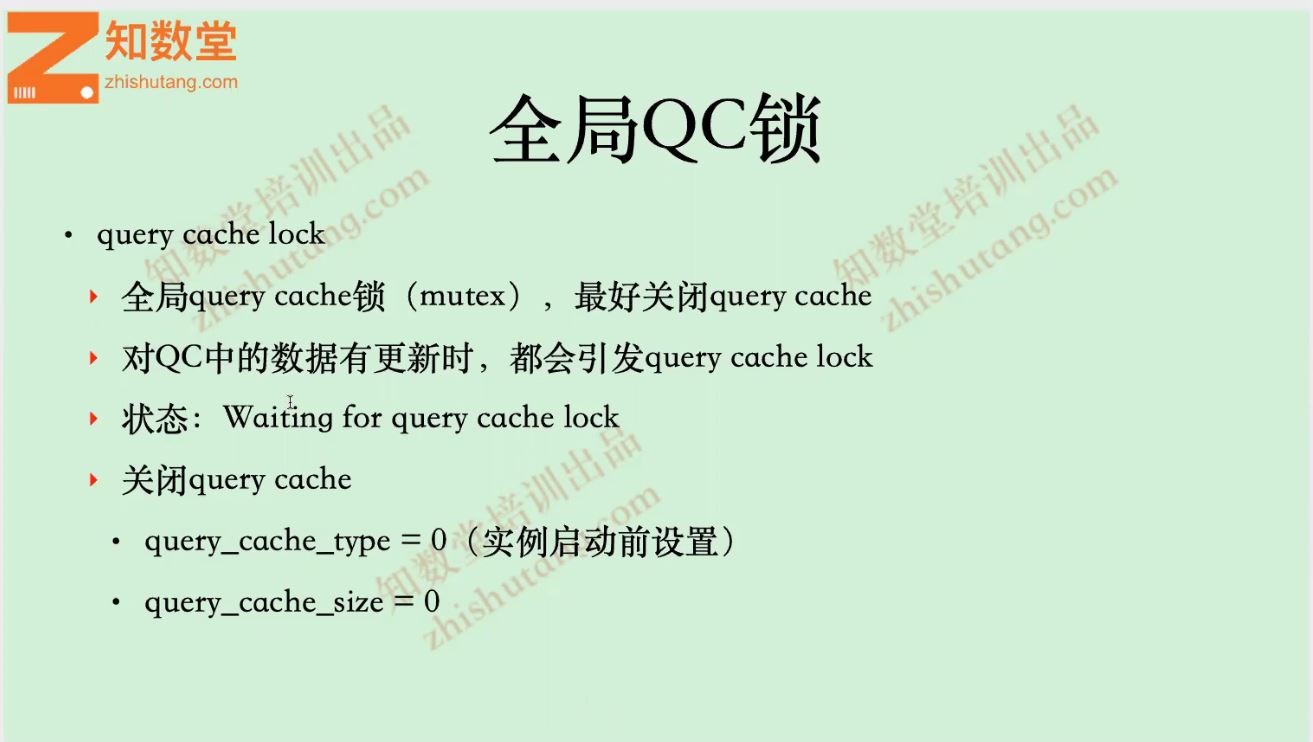 知数堂
zhishutang.com
全局QC锁
• query cache lock
全局query cache锁（mutex），最好关闭query cache
对QC中的数据有更新时，都会引发query cache lock
状态：Waiting for query cache lock
关闭query cache
• query_cache_type = 0（实例启动前设置）
• query_cache_size = 0
知数堂培训出品
zhishutang.com
知数堂培训出品
zhishutang.com
知数堂培训出品
zhishutang.com